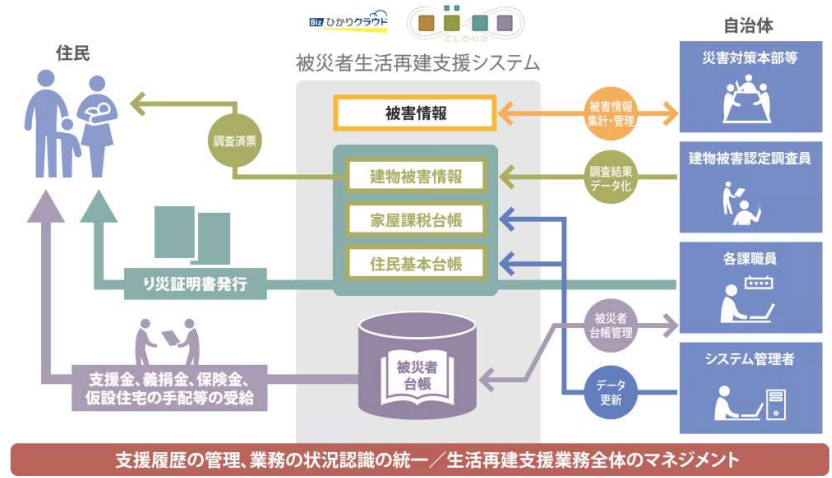 Biz ひかりクラウド
CLOUD
被災者生活再建支援システム
住民
自治体
被害情報
災害対策本部等
被害情報
集計・管理
調査済票
建物被害情報
調査結果
データ化
建物被害認定調査員
家屋課税台帳
住民基本台帳
各課職員
り災証明書発行
被災者
台帳管理
被災者
台帳
システム管理者
支援金、義捐金、保険金、
仮設住宅の手配等の受給
データ
更新
支援履歴の管理、業務の状況認識の統一／生活再建支援業務全体のマネジメント